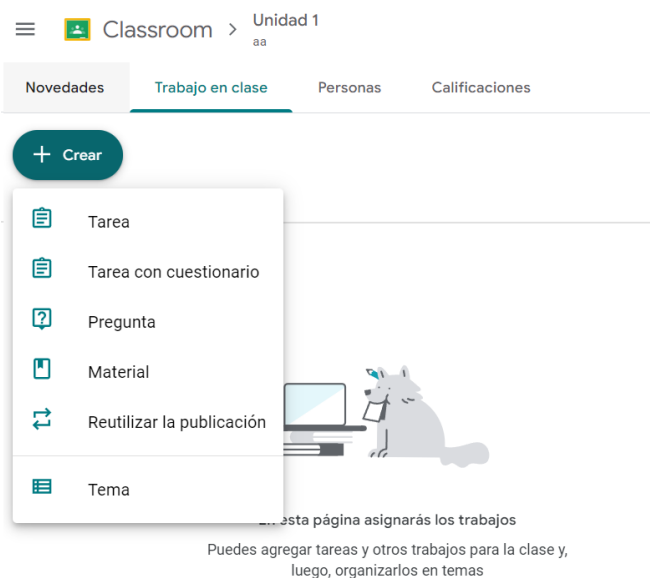 Classroom > Unidad 1
aa
Novedades Trabajo en clase Personas Calificaciones
+ Crear
Tarea
Tarea con cuestionario
Pregunta
Material
Reutilizar la publicación
Tema
esta página asignarás los trabajos
Puedes agregar tareas y otros trabajos para la clase y,
luego, organizarlos en temas